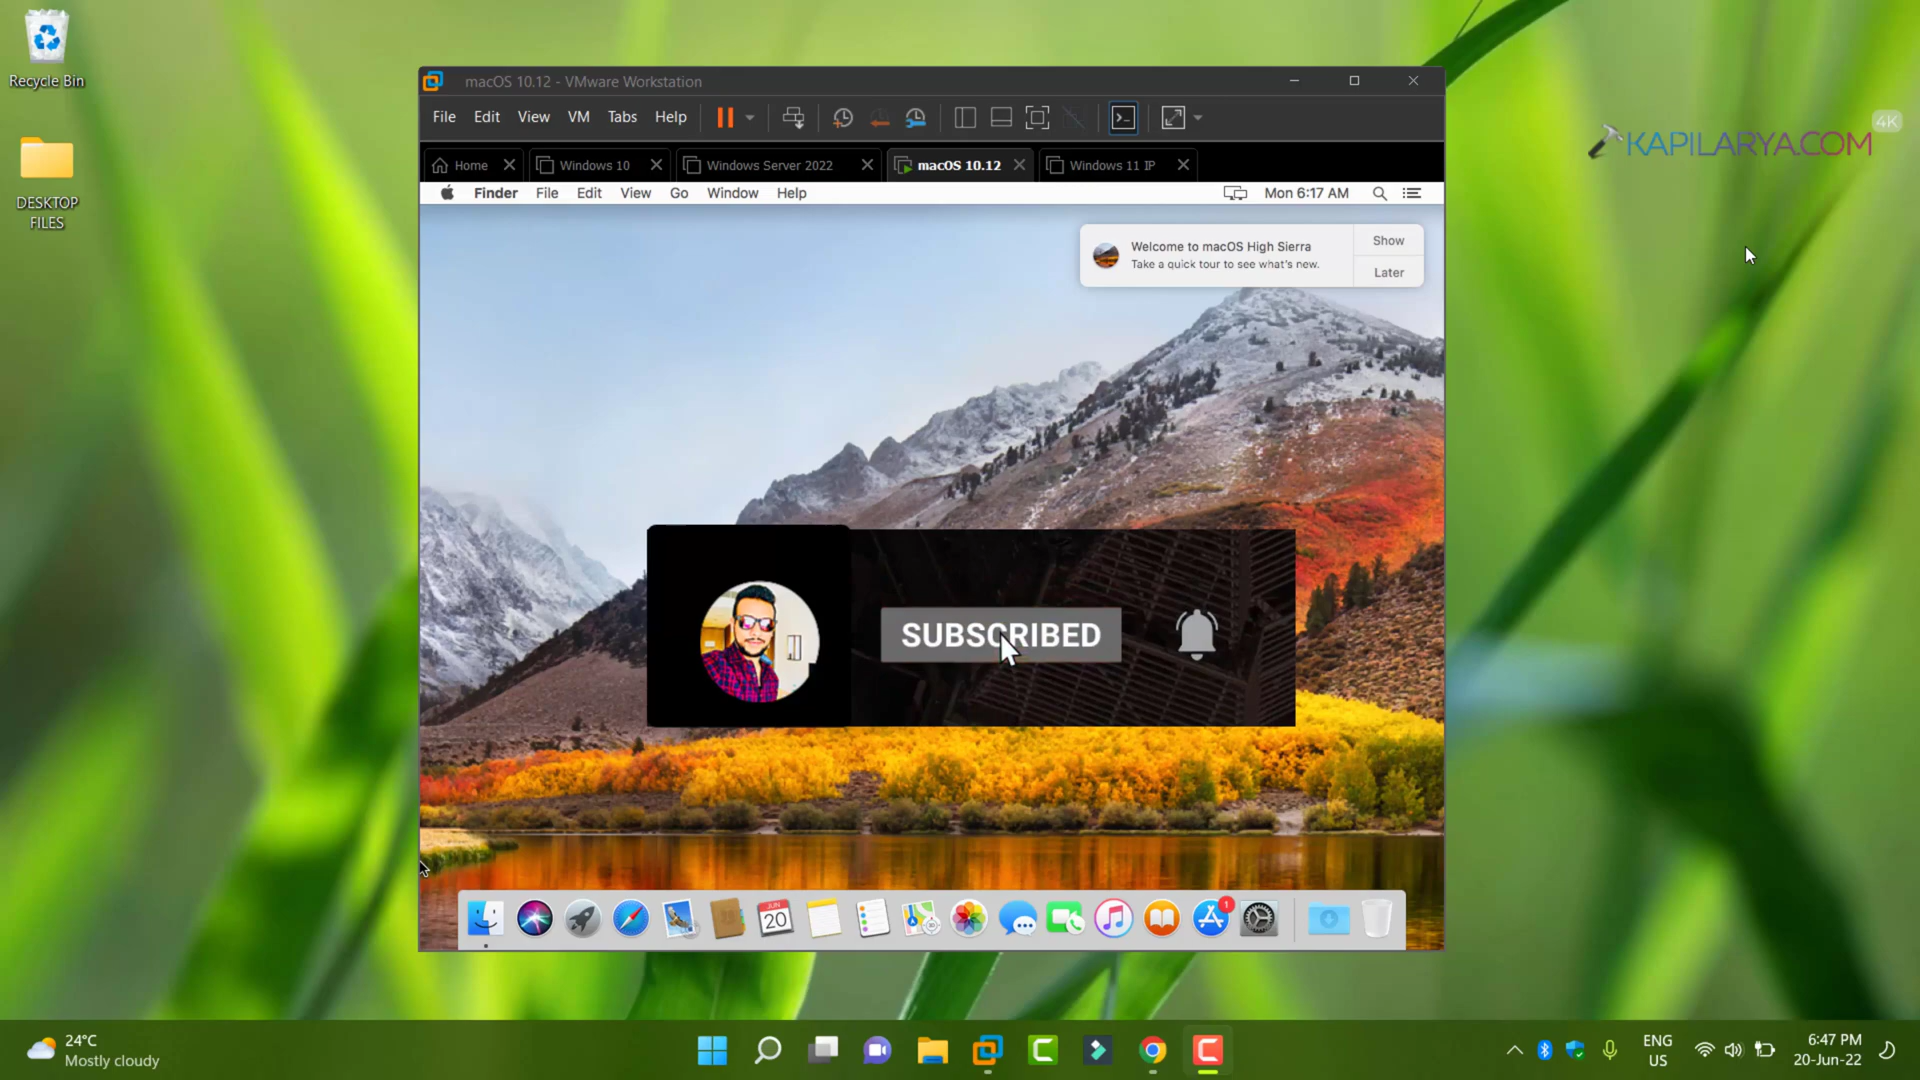 Recycle Bin
DESKTOP
FILES
macOS 10.12 - VMware Workstation
File Edit View VM Tabs Help
Home
Windows 10
Windows Server 2022
macOS 10.12
Windows 11 IP
4K
KAPILARYA.COM
Finder File Edit View Go Window Help
Mon 6:17 AM
Welcome to macOS High Sierra
Take a quick tour to see what's new.
Show
Later
SUBSCRIBED
JUN
20
1
24°C
Mostly cloudy
ENG
US
6:47 PM
20-Jun-22